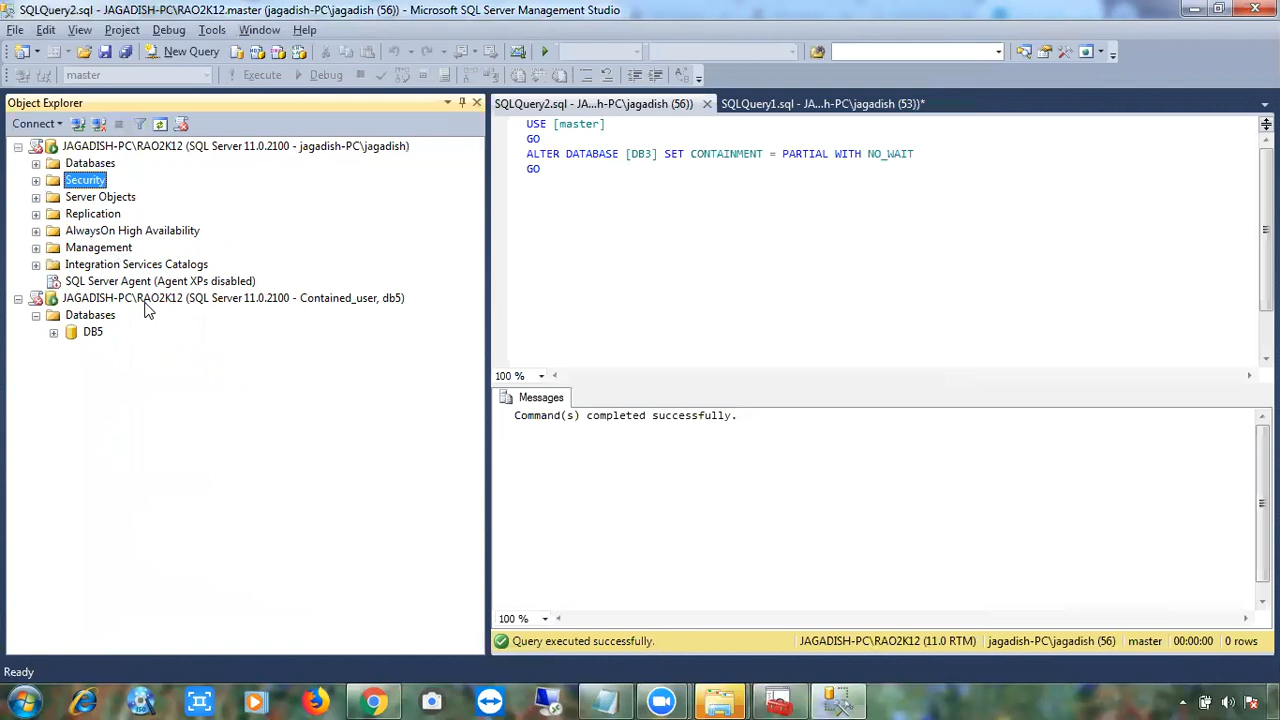 SQLQuery2.sql - JAGADISH-PC\RAO2K12.master (jagadish-PC\jagadish (56)) - Microsoft SQL Server Management Studio
File Edit View Project Debug Tools Window Help
New Query
master Execute Debug
Object Explorer
SQLQuery2.sql - JA...h-PC\jagadish (56)) SQLQuery1.sql - JA...h-PC\jagadish (53))*
Connect
JAGADISH-PC\RAO2K12 (SQL Server 11.0.2100 - jagadish-PC\jagadish)
Databases
Security
Server Objects
Replication
AlwaysOn High Availability
Management
Integration Services Catalogs
SQL Server Agent (Agent XPs disabled)
JAGADISH-PC\RAO2K12 (SQL Server 11.0.2100 - Contained_user, db5)
Databases
DB5
USE [master]
GO
ALTER DATABASE [DB3] SET CONTAINMENT = PARTIAL WITH NO_WAIT
GO
100 %
Messages
Command(s) completed successfully.
100 %
Query executed successfully. JAGADISH-PC\RAO2K12 (11.0 RTM) jagadish-PC\jagadish (56) master 00:00:00 0 rows
Ready